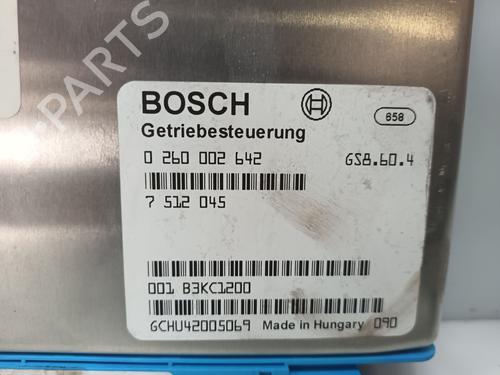 PARTS
BOSCH
658
Getriebesteuerung
0 260 002 642 GS8.60.4
7 512 045
001 B3KC1200
GCHU42005069 Made in Hungary 090